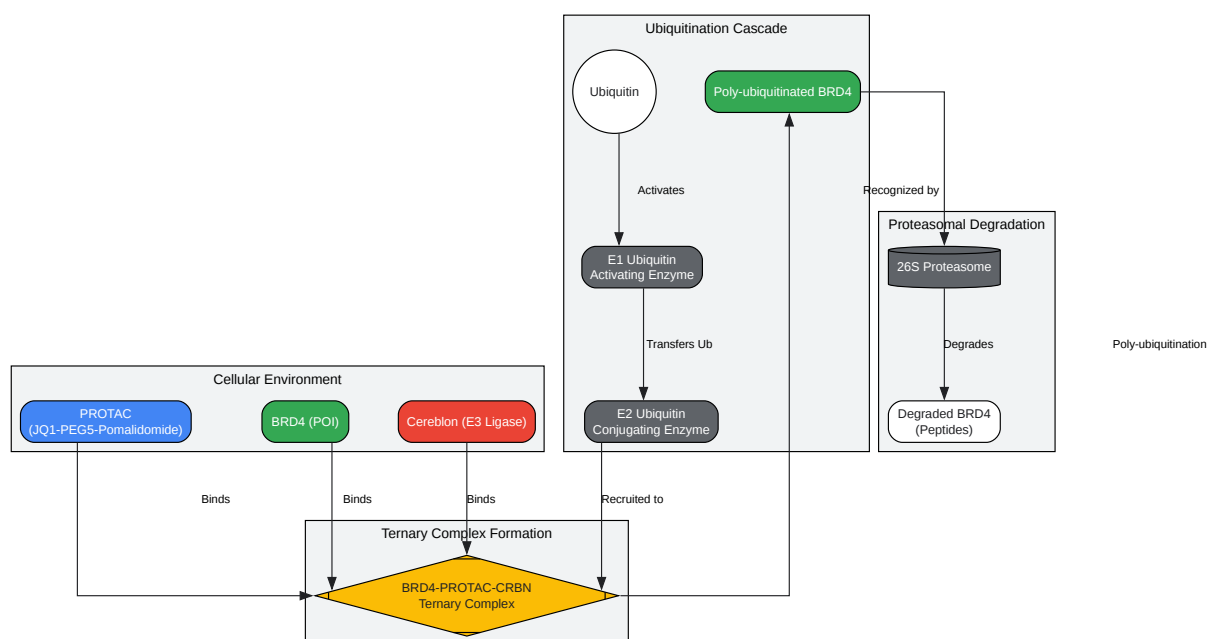 Ubiquitination Cascade
Ubiquitin
Poly-ubiquitinated BRD4
Activates
Recognized by
Proteasomal Degradation
E1 Ubiquitin
Activating Enzyme
26S Proteasome
Transfers Ub
Degrades
Poly-ubiquitination
Cellular Environment
PROTAC
(JQ1-PEG5-Pomalidomide)
BRD4 (POI)
Cereblon (E3 Ligase)
E2 Ubiquitin
Conjugating Enzyme
Degraded BRD4
(Peptides)
Binds
Binds
Binds
Recruited to
Ternary Complex Formation
BRD4-PROTAC-CRBN
Ternary Complex